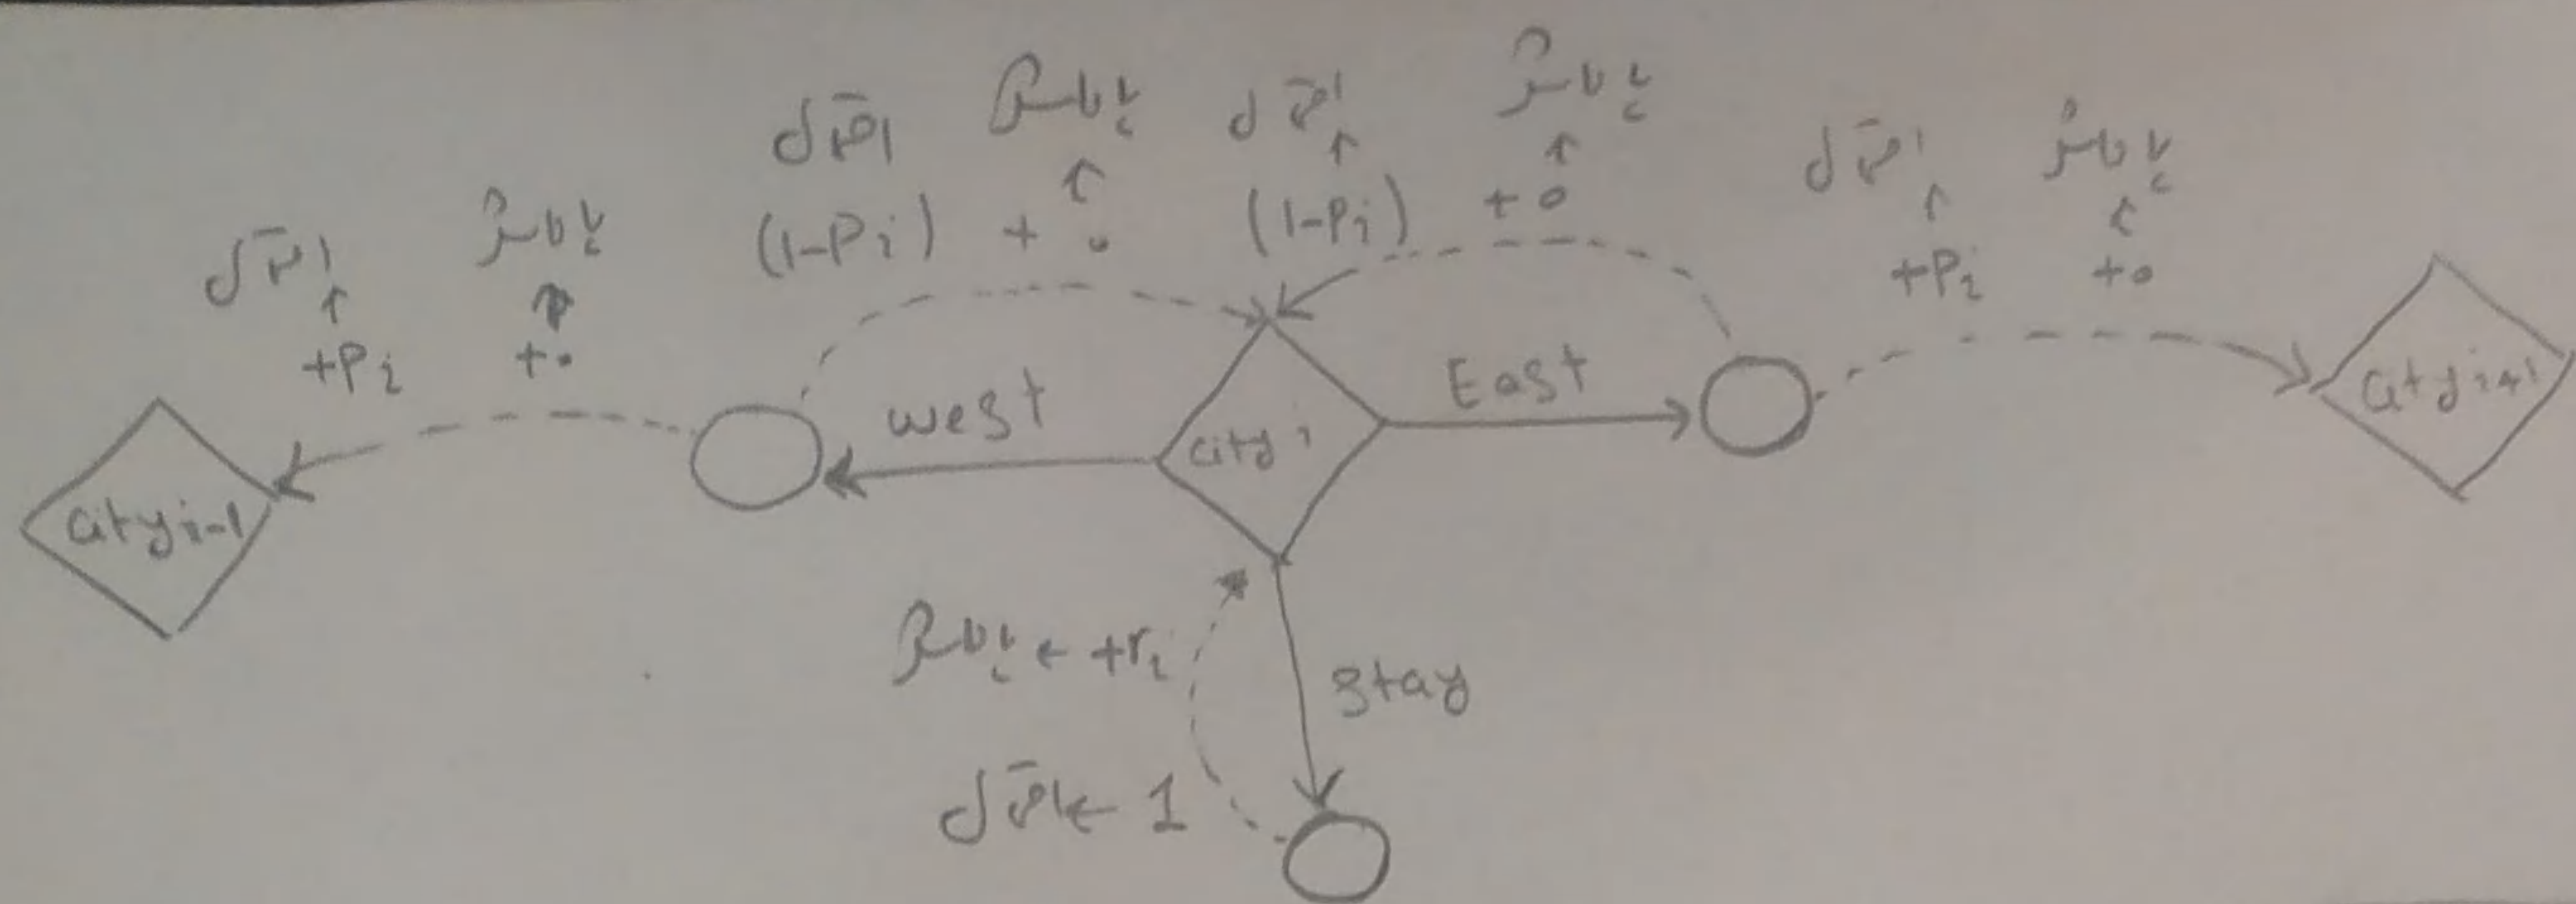 احتمال پاداش احتمال پاداش
احتمال پاداش
احتمال پاداش
(1-Pi) + 0 (1-Pi) + 0
+Pi +0
+Pi +0
West East
City i-1 City i City i+1
پاداش ← +ri
Stay
احتمال ← 1